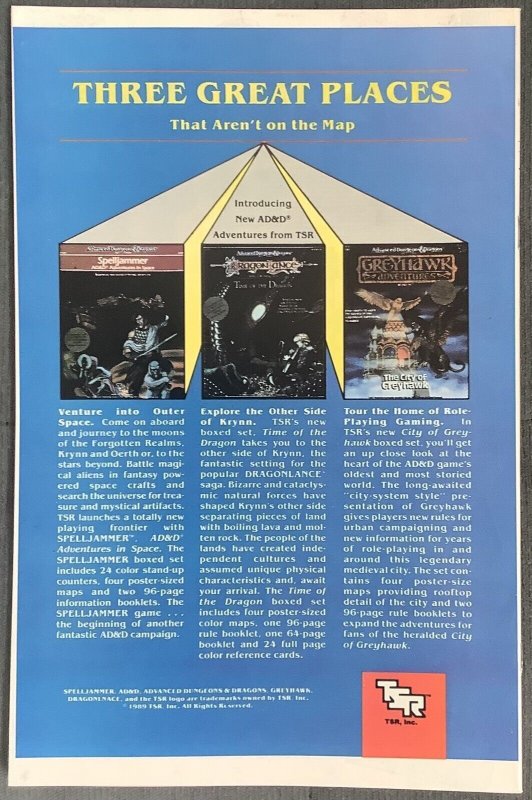 THREE GREAT PLACES
That Aren't on the Map
Introducing
New AD&D®
Adventures from TSR
Advanced Dungeons & Dragons
Spelljammer
AD&D Adventures in Space
Advanced Dungeons & Dragons
DRAGONLANCE
TIME OF THE DRAGON
Advanced Dungeons & Dragons
GREYHAWK
ADVENTURES
The City of
Greyhawk
Venture into Outer
Space. Come on aboard
and journey to the moons
of the Forgotten Realms,
Krynn and Oerth or, to the
stars beyond. Battle magi-
cal aliens in fantasy pow-
ered space crafts and
search the universe for trea-
sure and mystical artifacts.
TSR launches a totally new
playing frontier with
SPELLJAMMER™, AD&D
Adventures in Space. The
SPELLJAMMER boxed set
includes 24 color stand-up
counters, four poster-sized
maps and two 96-page
information booklets. The
SPELLJAMMER game . . .
the beginning of another
fantastic AD&D campaign.
Explore the Other Side
of Krynn. TSR's new
boxed set, Time of the
Dragon takes you to the
other side of Krynn, the
fantastic setting for the
popular DRAGONLANCE®
saga. Bizarre and cataclys-
mic natural forces have
shaped Krynn's other side -
separating pieces of land
with boiling lava and mol-
ten rock. The people of the
lands have created inde-
pendent cultures and
assumed unique physical
characteristics and, await
your arrival. The Time of
the Dragon boxed set
includes four poster-sized
color maps, one 96-page
rule booklet, one 64-page
booklet and 24 full page
color reference cards.
Tour the Home of Role-
Playing Gaming. In
TSR's new City of Grey-
hawk boxed set, you'll get
an up close look at the
heart of the AD&D game's
oldest and most storied
world. The long-awaited
"city-system style" pre-
sentation of Greyhawk
gives players new rules for
urban campaigning and
new information for years
of role-playing in and
around this legendary
medieval city. The set con-
tains four poster-size
maps providing rooftop
detail of the city and two
96-page rule booklets to
expand the adventures for
fans of the heralded City
of Greyhawk.
SPELLJAMMER, AD&D, ADVANCED DUNGEONS & DRAGONS, GREYHAWK,
DRAGONLNACE, and the TSR logo are trademarks owned by TSR, Inc.
©1989 TSR, Inc. All Rights Reserved.
TSR™
TSR, Inc.